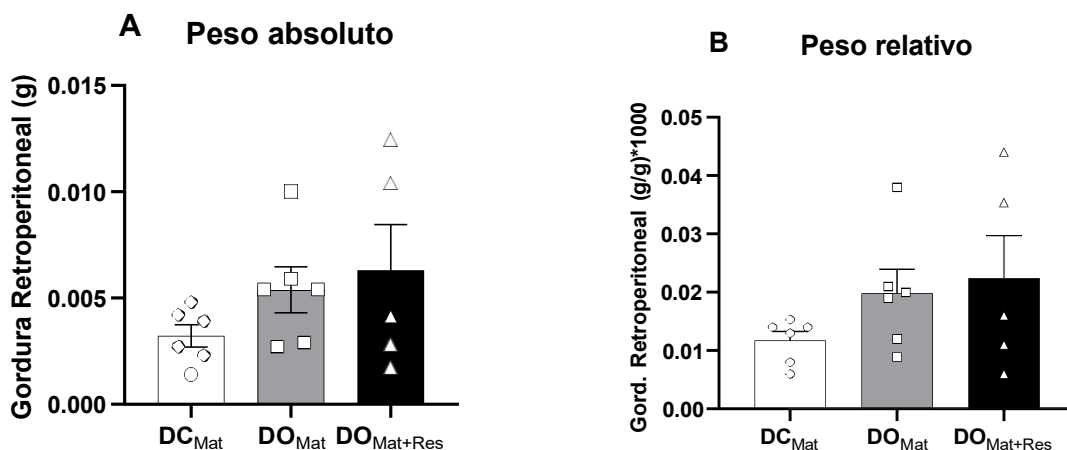 A Peso absoluto
Gordura Retroperitoneal (g)
0.015
0.010
0.005
0.000
DCMat DOMat DOMat+Res
B Peso relativo
Gord. Retroperitoneal (g/g)*1000
0.05
0.04
0.03
0.02
0.01
0.00
DCMat DOMat DOMat+Res